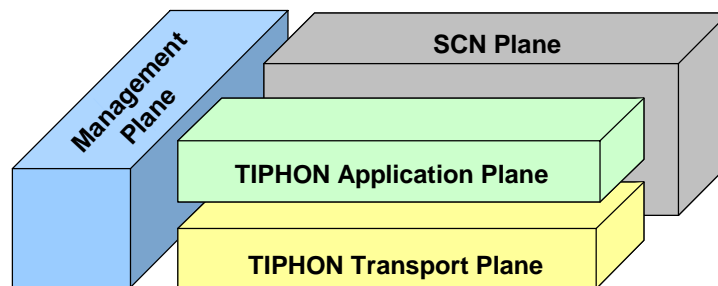 SCN Plane
Management
Plane
TIPHON Application Plane
TIPHON Transport Plane